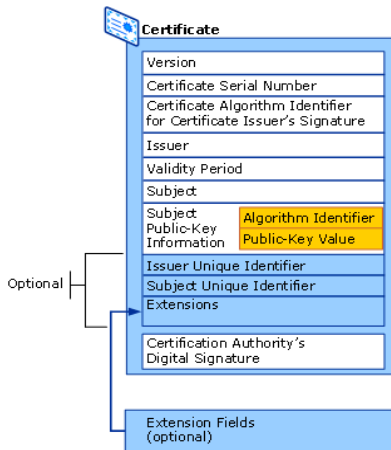 Certificate
Version
Certificate Serial Number
Certificate Algorithm Identifier
for Certificate Issuer's Signature
Issuer
Validity Period
Subject
Subject
Public-Key
Information
Algorithm Identifier
Public-Key Value
Optional
Issuer Unique Identifier
Subject Unique Identifier
Extensions
Certification Authority's
Digital Signature
Extension Fields
(optional)